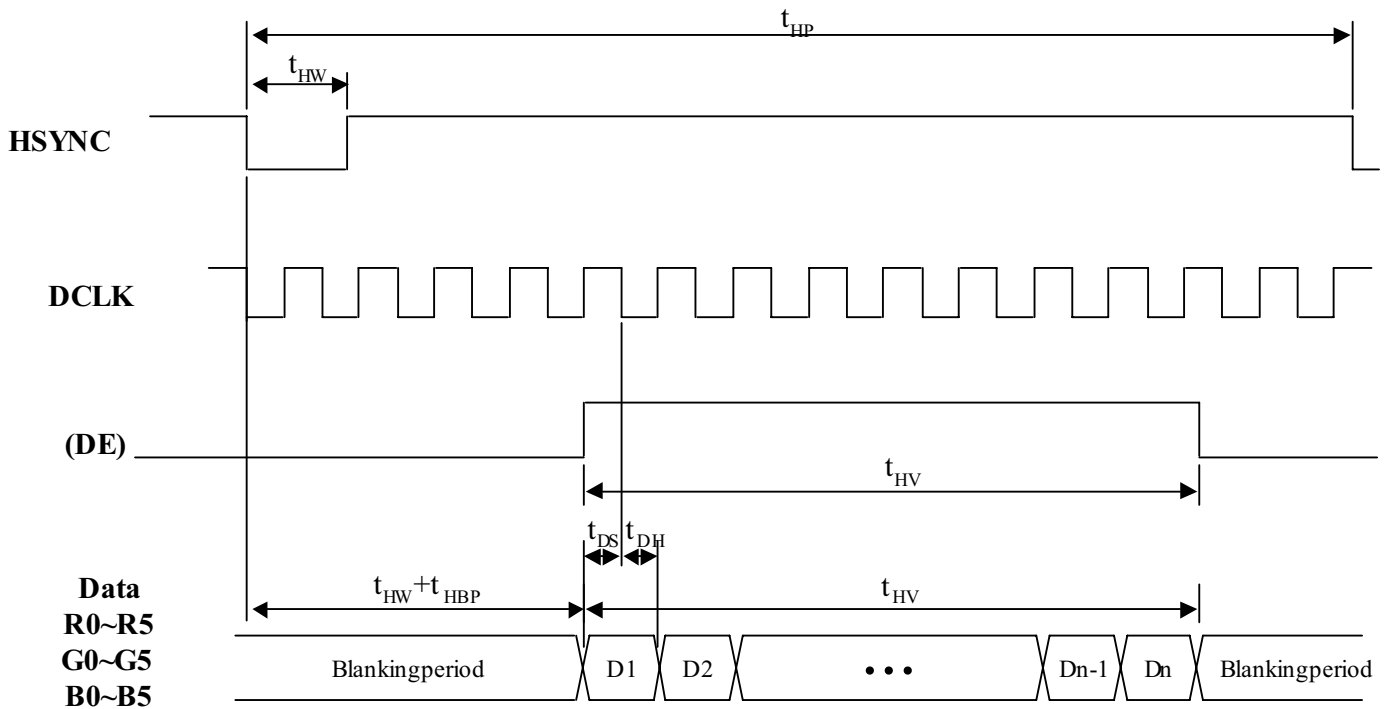 tHP
tHW
HSYNC
DCLK
(DE)
tHV
tDS tDH
Data
R0~R5
G0~G5
B0~B5
tHW+tHBP
tHV
Blankingperiod D1 D2 ••• Dn-1 Dn Blankingperiod